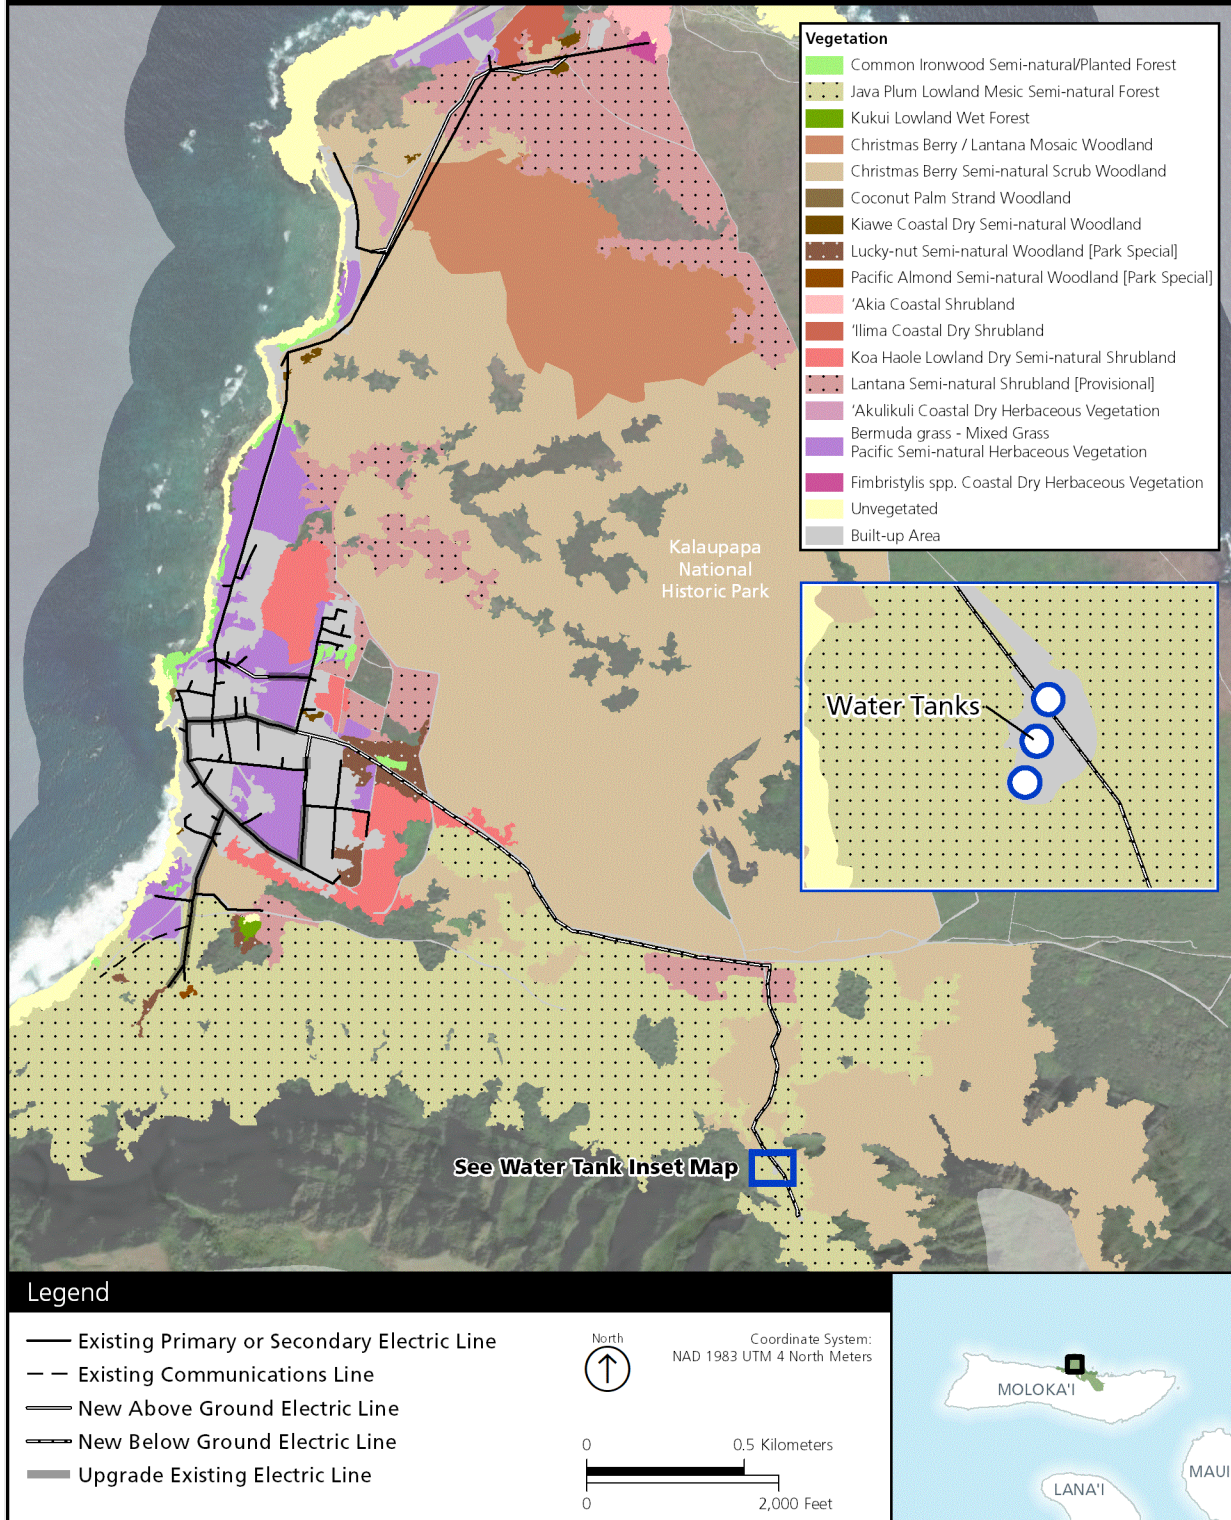 Vegetation
Common Ironwood Semi-natural/Planted Forest
Java Plum Lowland Mesic Semi-natural Forest
Kukui Lowland Wet Forest
Christmas Berry / Lantana Mosaic Woodland
Christmas Berry Semi-natural Scrub Woodland
Coconut Palm Strand Woodland
Kiawe Coastal Dry Semi-natural Woodland
Lucky-nut Semi-natural Woodland [Park Special]
Pacific Almond Semi-natural Woodland [Park Special]
‘Akia Coastal Shrubland
‘Ilima Coastal Dry Shrubland
Koa Haole Lowland Dry Semi-natural Shrubland
Lantana Semi-natural Shrubland [Provisional]
‘Akulikuli Coastal Dry Herbaceous Vegetation
Bermuda grass - Mixed Grass
Pacific Semi-natural Herbaceous Vegetation
Fimbristylis spp. Coastal Dry Herbaceous Vegetation
Unvegetated
Built-up Area
Kalaupapa
National
Historic Park
Water Tanks
See Water Tank Inset Map
Legend
Existing Primary or Secondary Electric Line
Existing Communications Line
New Above Ground Electric Line
New Below Ground Electric Line
Upgrade Existing Electric Line
North
Coordinate System:
NAD 1983 UTM 4 North Meters
0 0.5 Kilometers
0 2,000 Feet
MOLOKA'I
MAUI
LANA'I